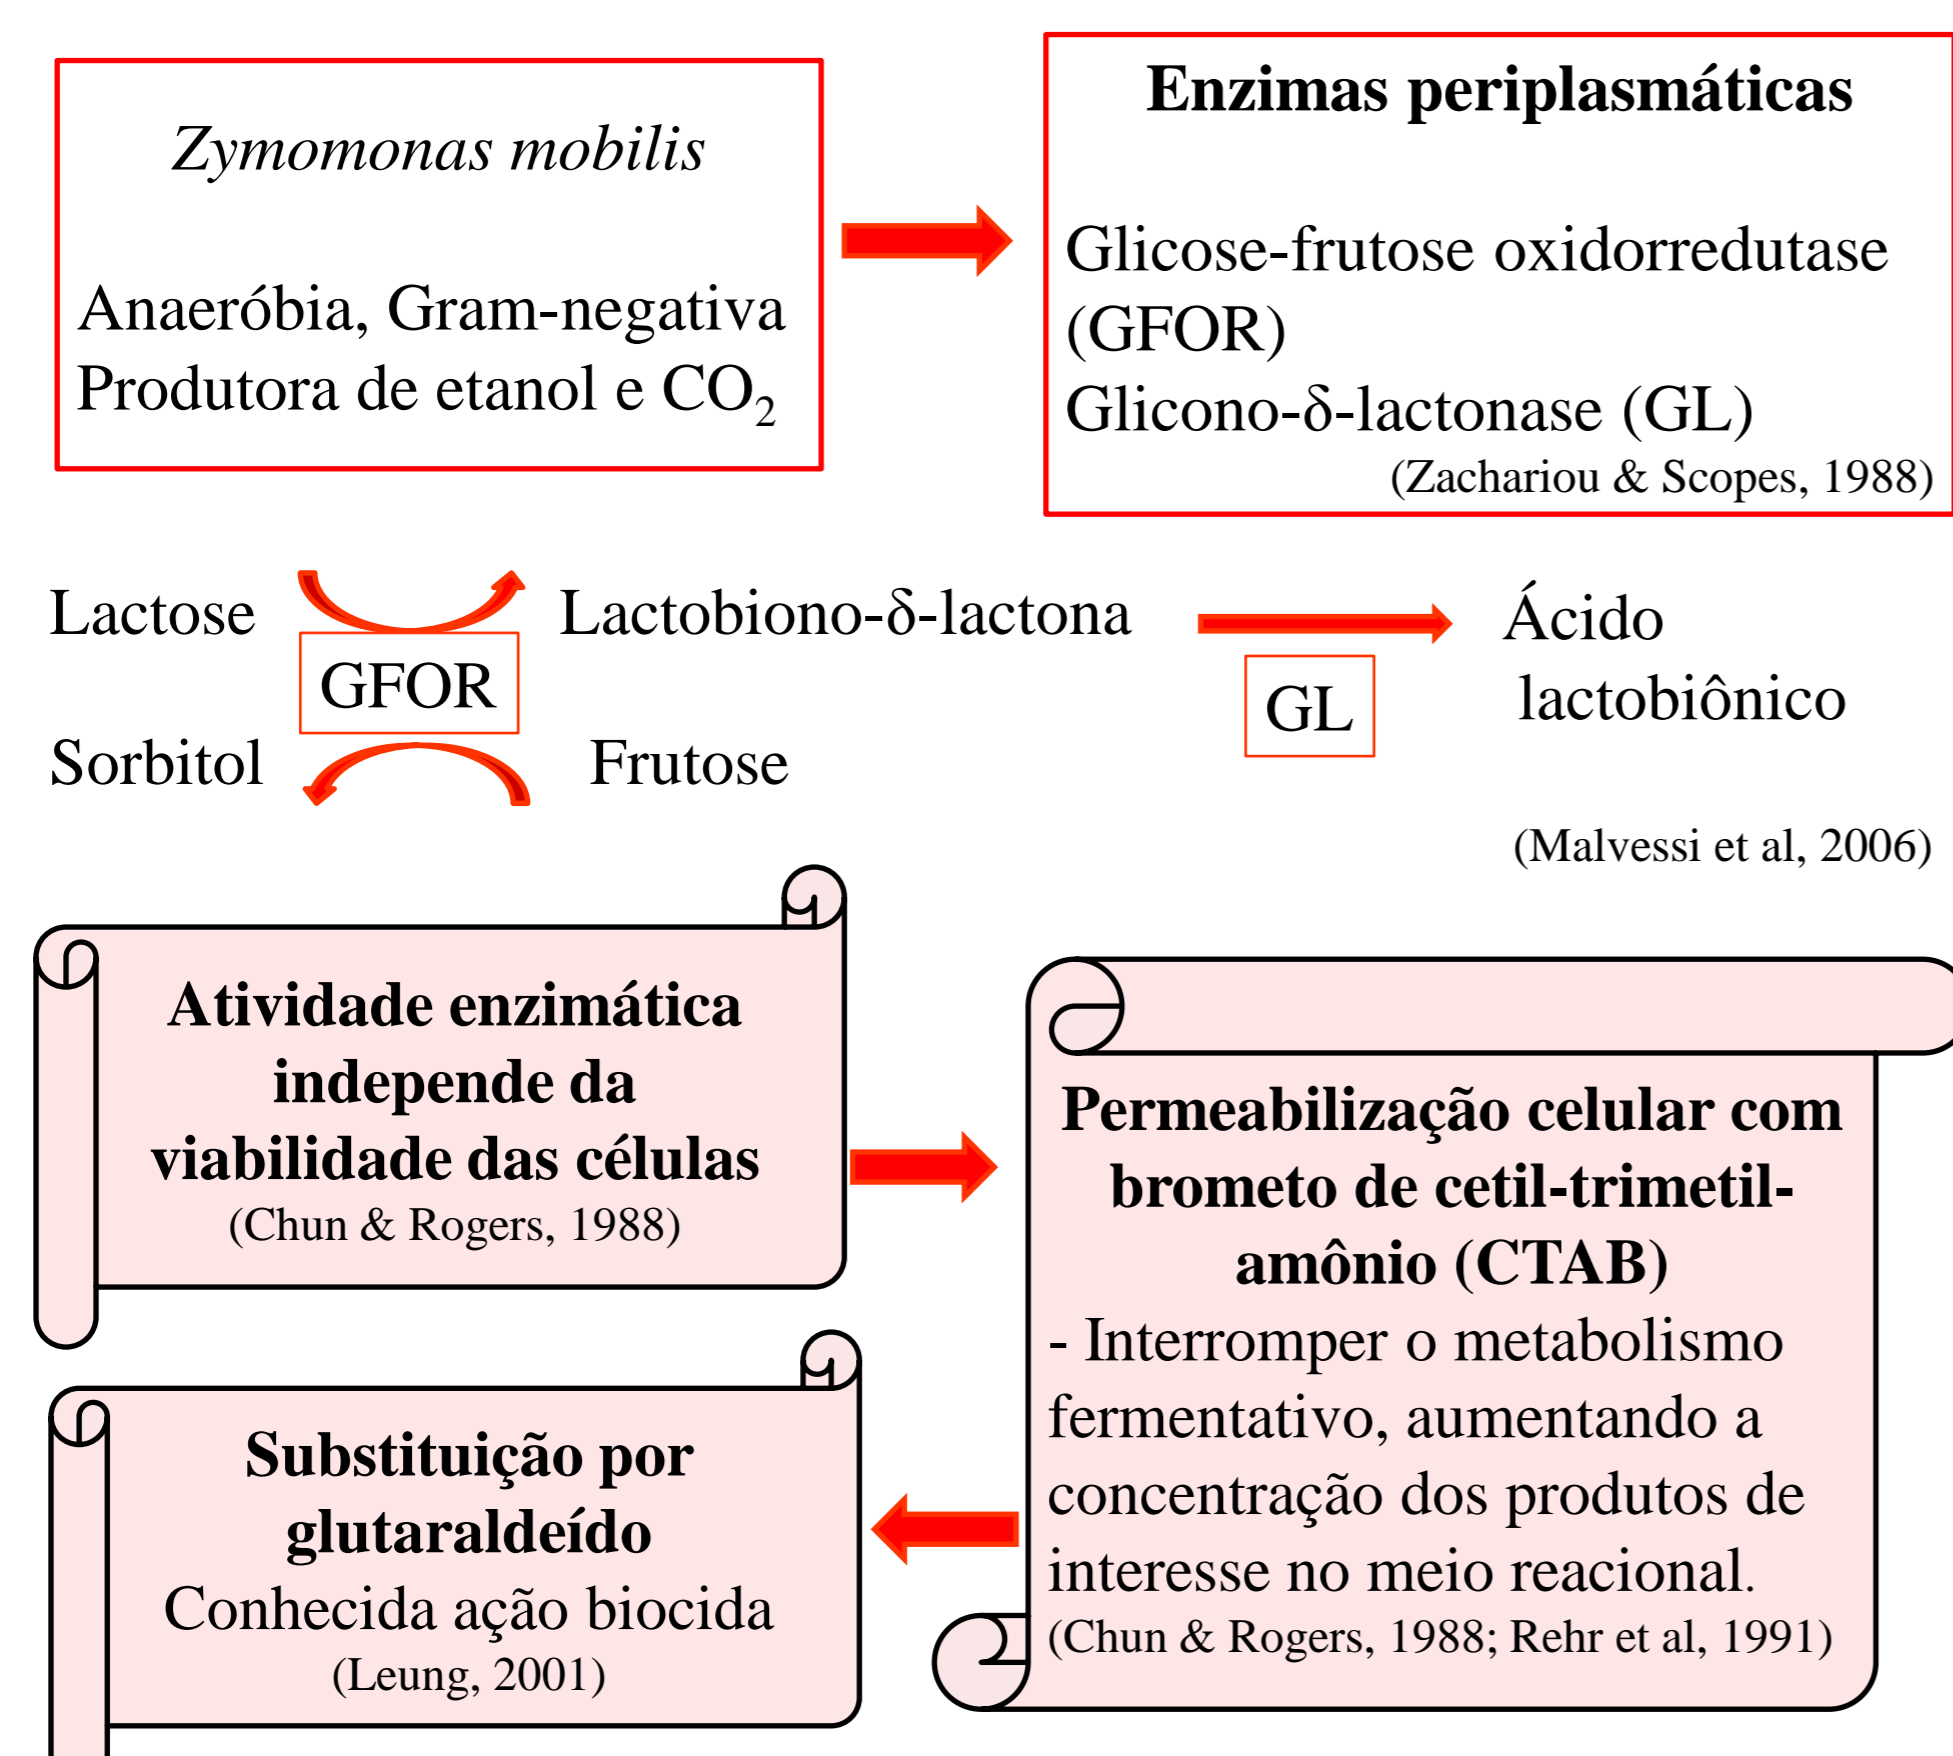 Zymomonas mobilis
Anaeróbia, Gram-negativa
Produtora de etanol e CO₂
Enzimas periplasmáticas
Glicose-frutose oxidorredutase
(GFOR)
Glicono-δ-lactonase (GL)
(Zachariou & Scopes, 1988)
Lactose
Lactobiono-δ-lactona
Ácido
lactobiônico
GFOR
GL
Sorbitol
Frutose
(Malvessi et al, 2006)
Atividade enzimática
independe da
viabilidade das células
(Chun & Rogers, 1988)
Permeabilização celular com
brometo de cetil-trimetil-
amônio (CTAB)
- Interromper o metabolismo
fermentativo, aumentando a
concentração dos produtos de
interesse no meio reacional.
(Chun & Rogers, 1988; Rehr et al, 1991)
Substituição por
glutaraldeído
Conhecida ação biocida
(Leung, 2001)